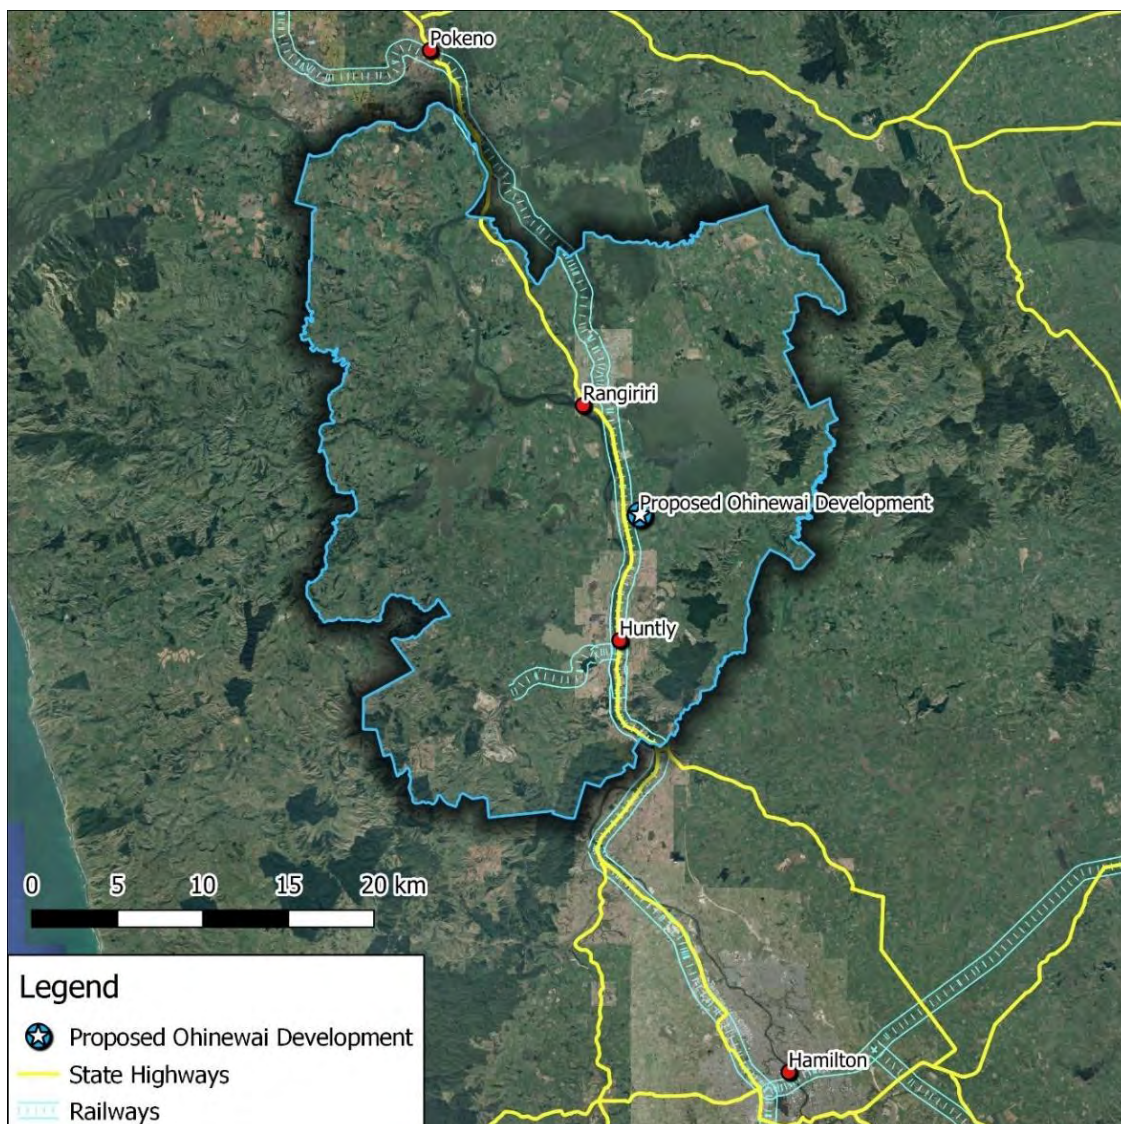 Pokeno
Rangiriri
Proposed Ohinewai Development
Huntly
0 5 10 15 20 km
Hamilton
Legend
Proposed Ohinewai Development
State Highways
Railways